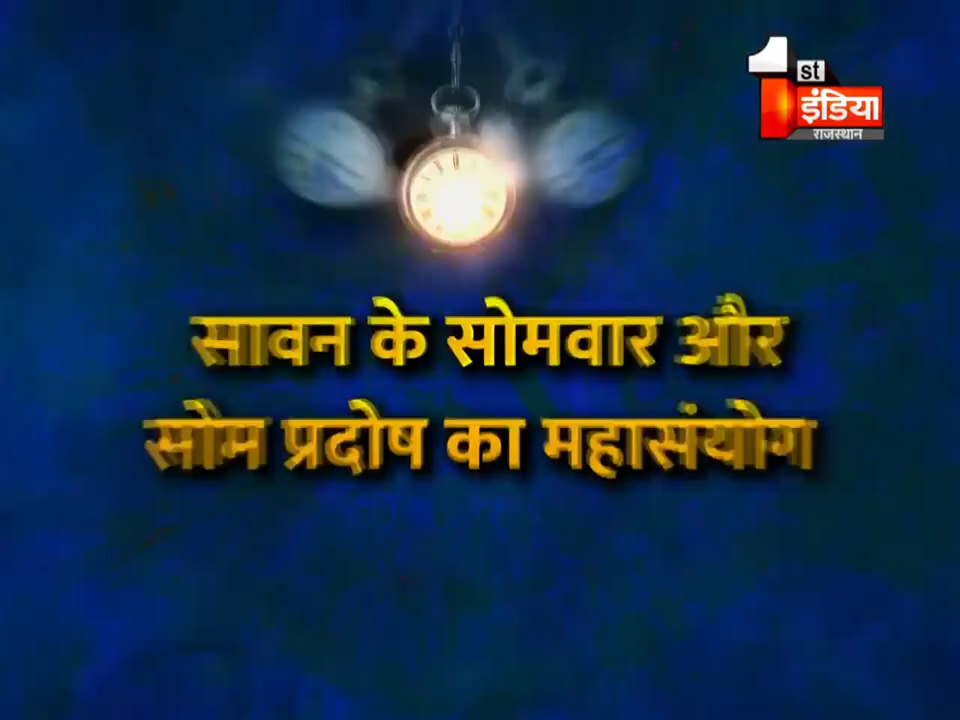 1st
इंडिया
राजस्थान
सावन के सोमवार और
सोम प्रदोष का महासंयोग